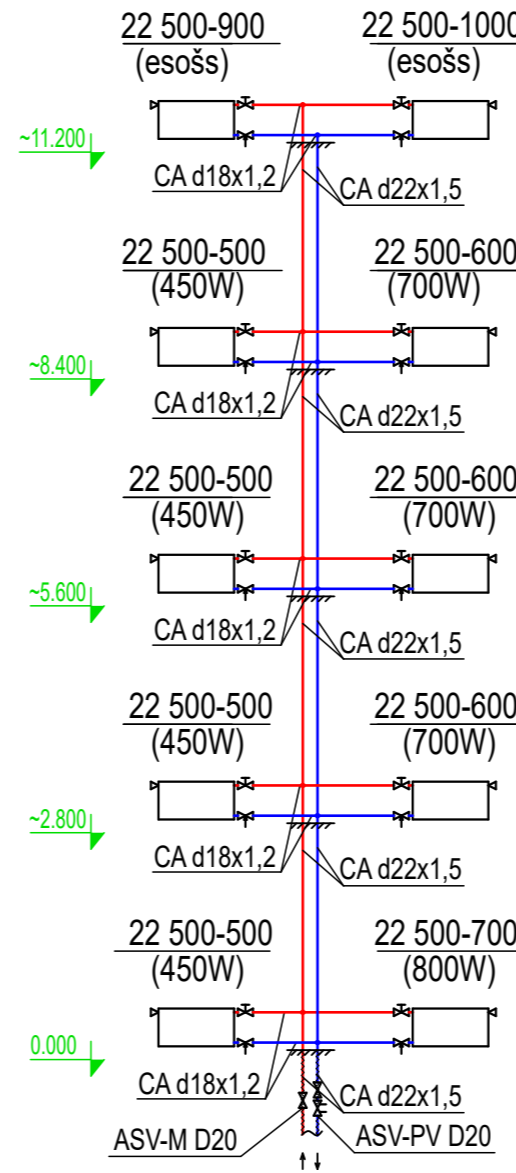 22 500-900 22 500-1000
(esošs) (esošs)
~11.200
CA d18x1,2 CA d22x1,5
22 500-500 22 500-600
(450W) (700W)
~8.400
CA d18x1,2 CA d22x1,5
22 500-500 22 500-600
(450W) (700W)
~5.600
CA d18x1,2 CA d22x1,5
22 500-500 22 500-600
(450W) (700W)
~2.800
CA d18x1,2 CA d22x1,5
22 500-500 22 500-700
(450W) (800W)
0.000
CA d18x1,2 CA d22x1,5
ASV-M D20 ASV-PV D20